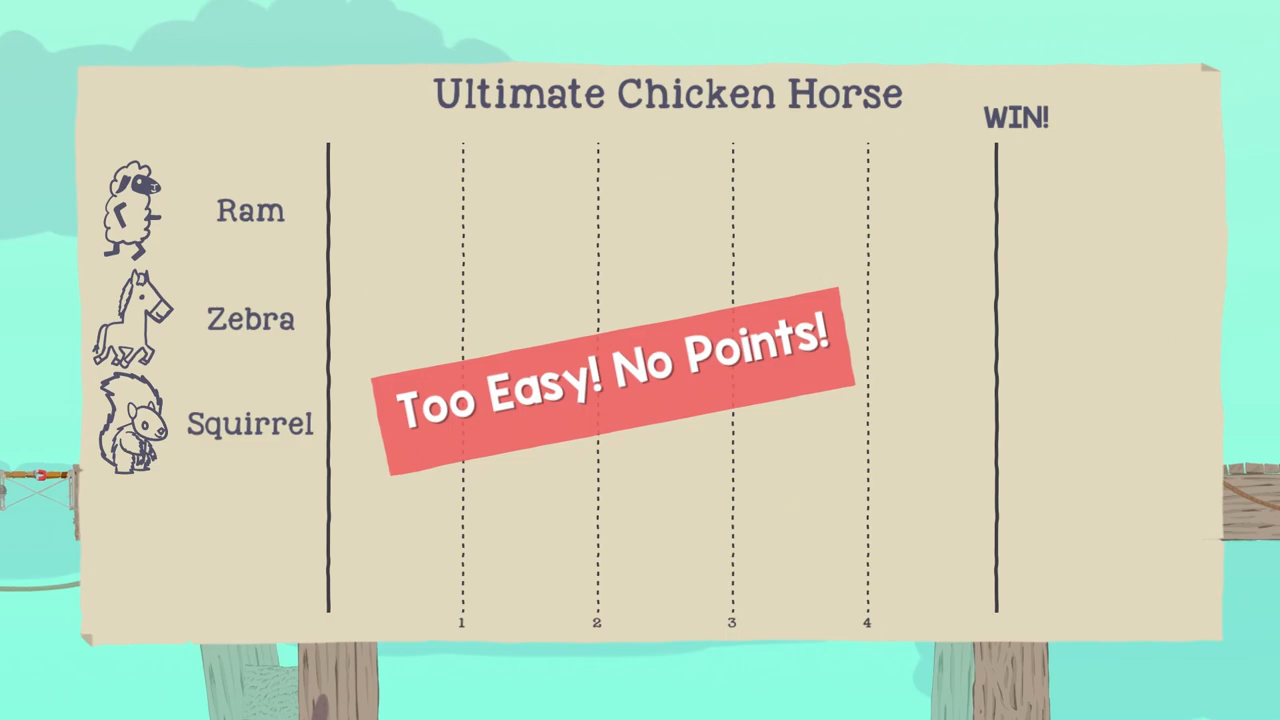 Ultimate Chicken Horse
WIN!
Ram
Zebra
Too Easy! No Points!
Squirrel
1 2 3 4